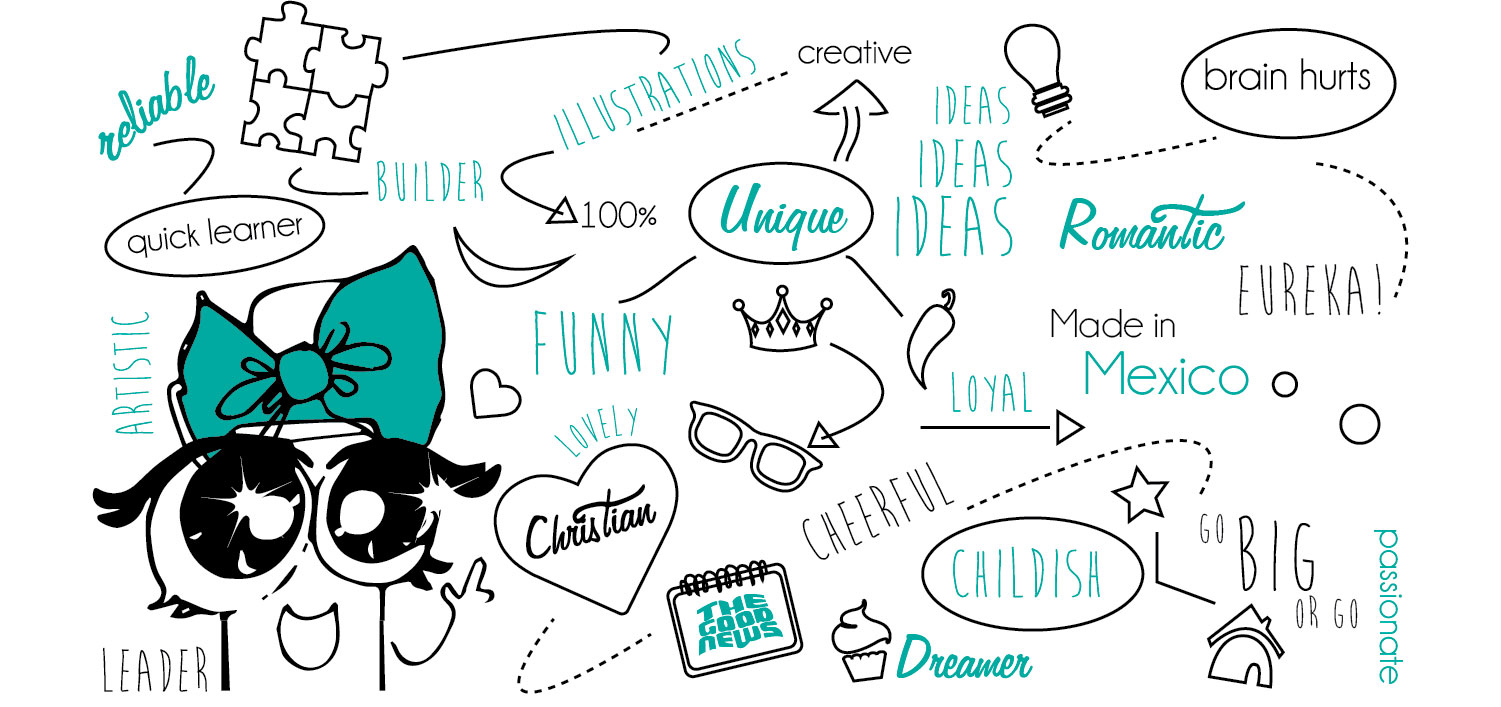 reliable
ILLUSTRATIONS
creative
IDEAS
IDEAS
IDEAS
brain hurts
BUILDER
100%
Unique
Romantic
quick learner
EUREKA!
ARTISTIC
FUNNY
Made in
Mexico
LOYAL
LOVELY
Christian
CHEERFUL
CHILDISH
GO BIG
OR GO
passionate
THE
GOOD
NEWS
Dreamer
LEADER